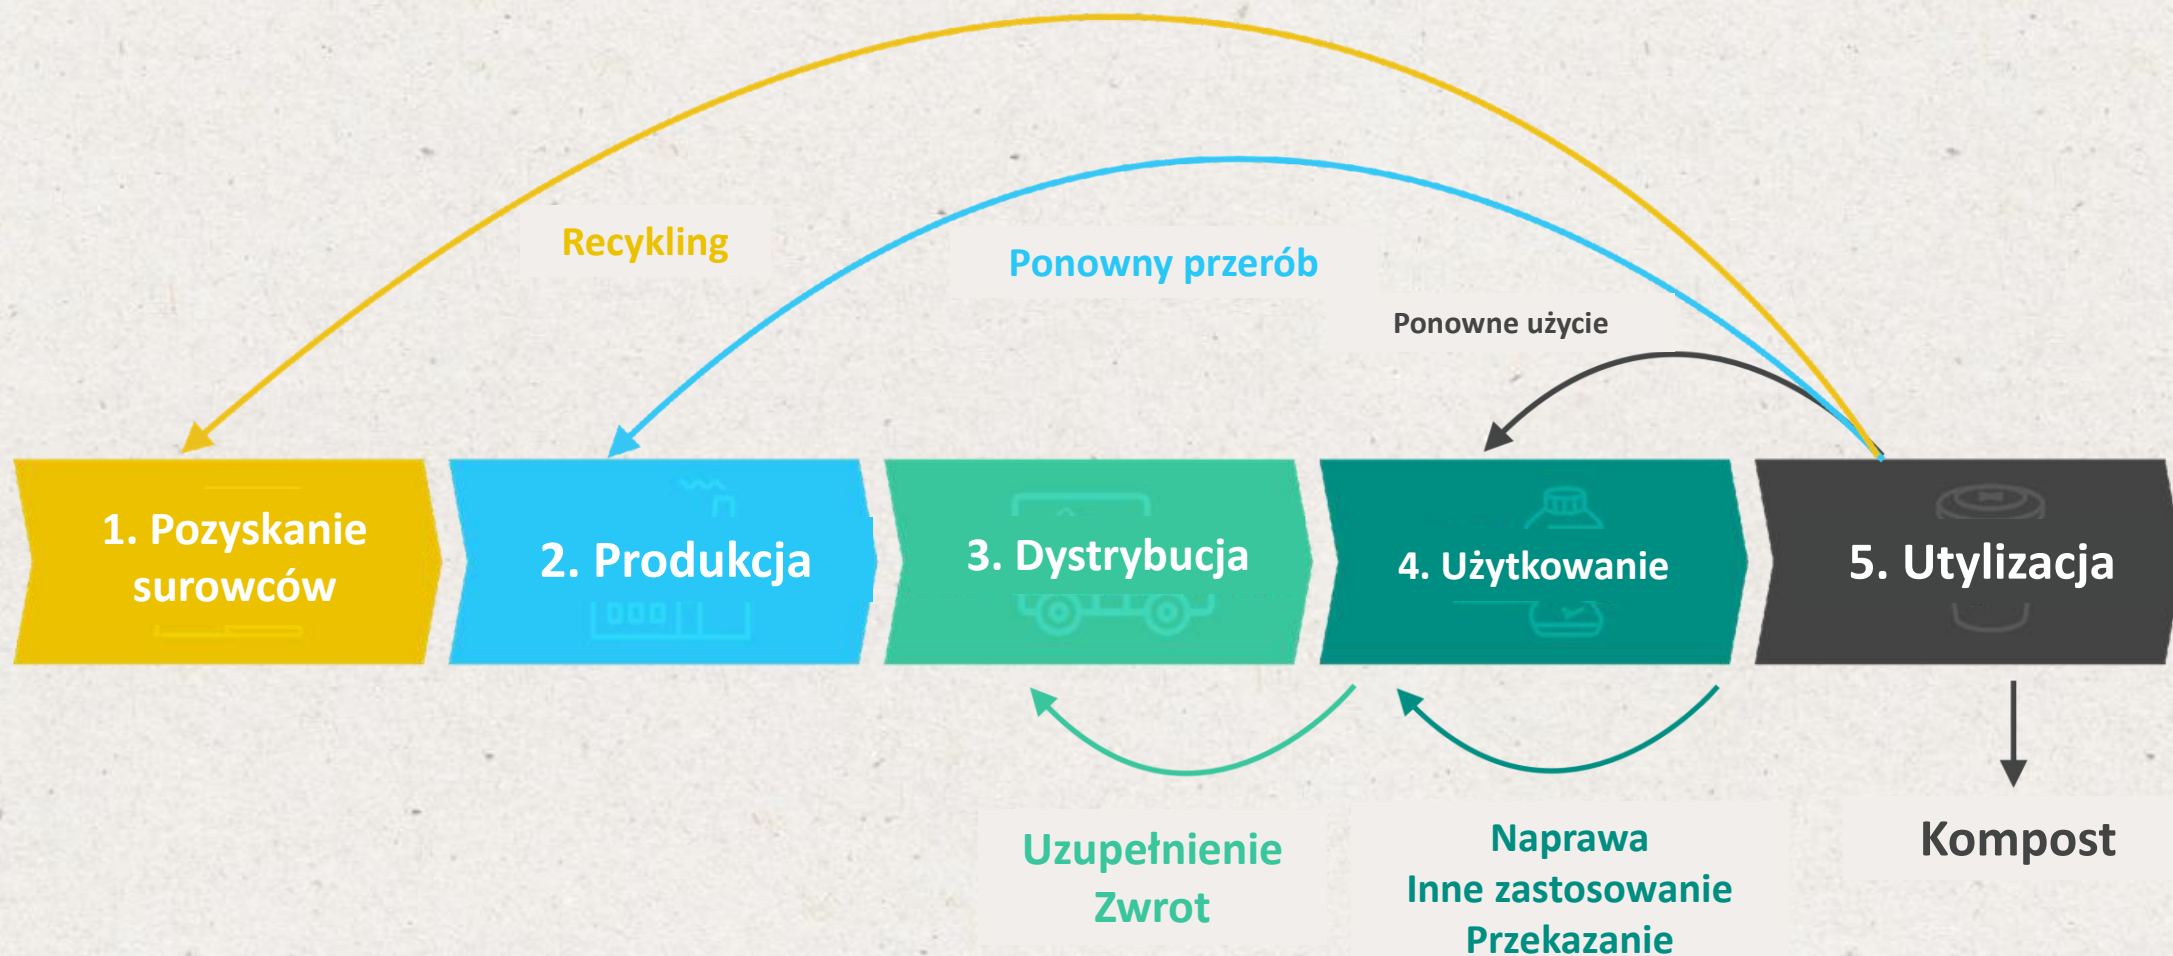 Recykling
Ponowny przerób
Ponowne użycie
1. Pozyskanie
surowców
2. Produkcja
3. Dystrybucja
4. Użytkowanie
5. Utylizacja
Uzupełnienie
Zwrot
Naprawa
Inne zastosowanie
Przekazanie
Kompost